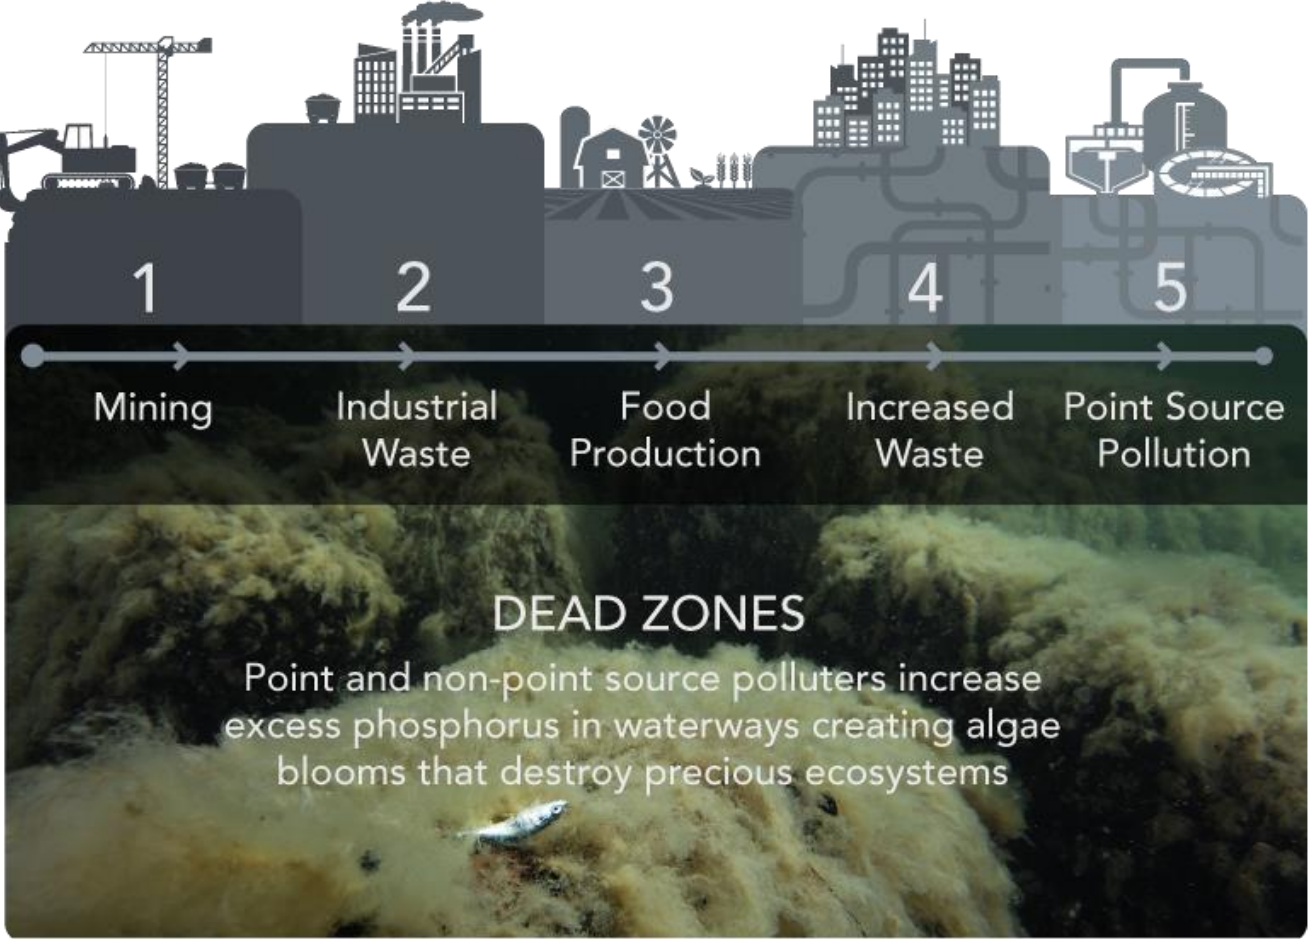 1
2
3
4
5
Mining
Industrial
Waste
Food
Production
Increased
Waste
Point Source
Pollution
DEAD ZONES
Point and non-point source polluters increase
excess phosphorus in waterways creating algae
blooms that destroy precious ecosystems